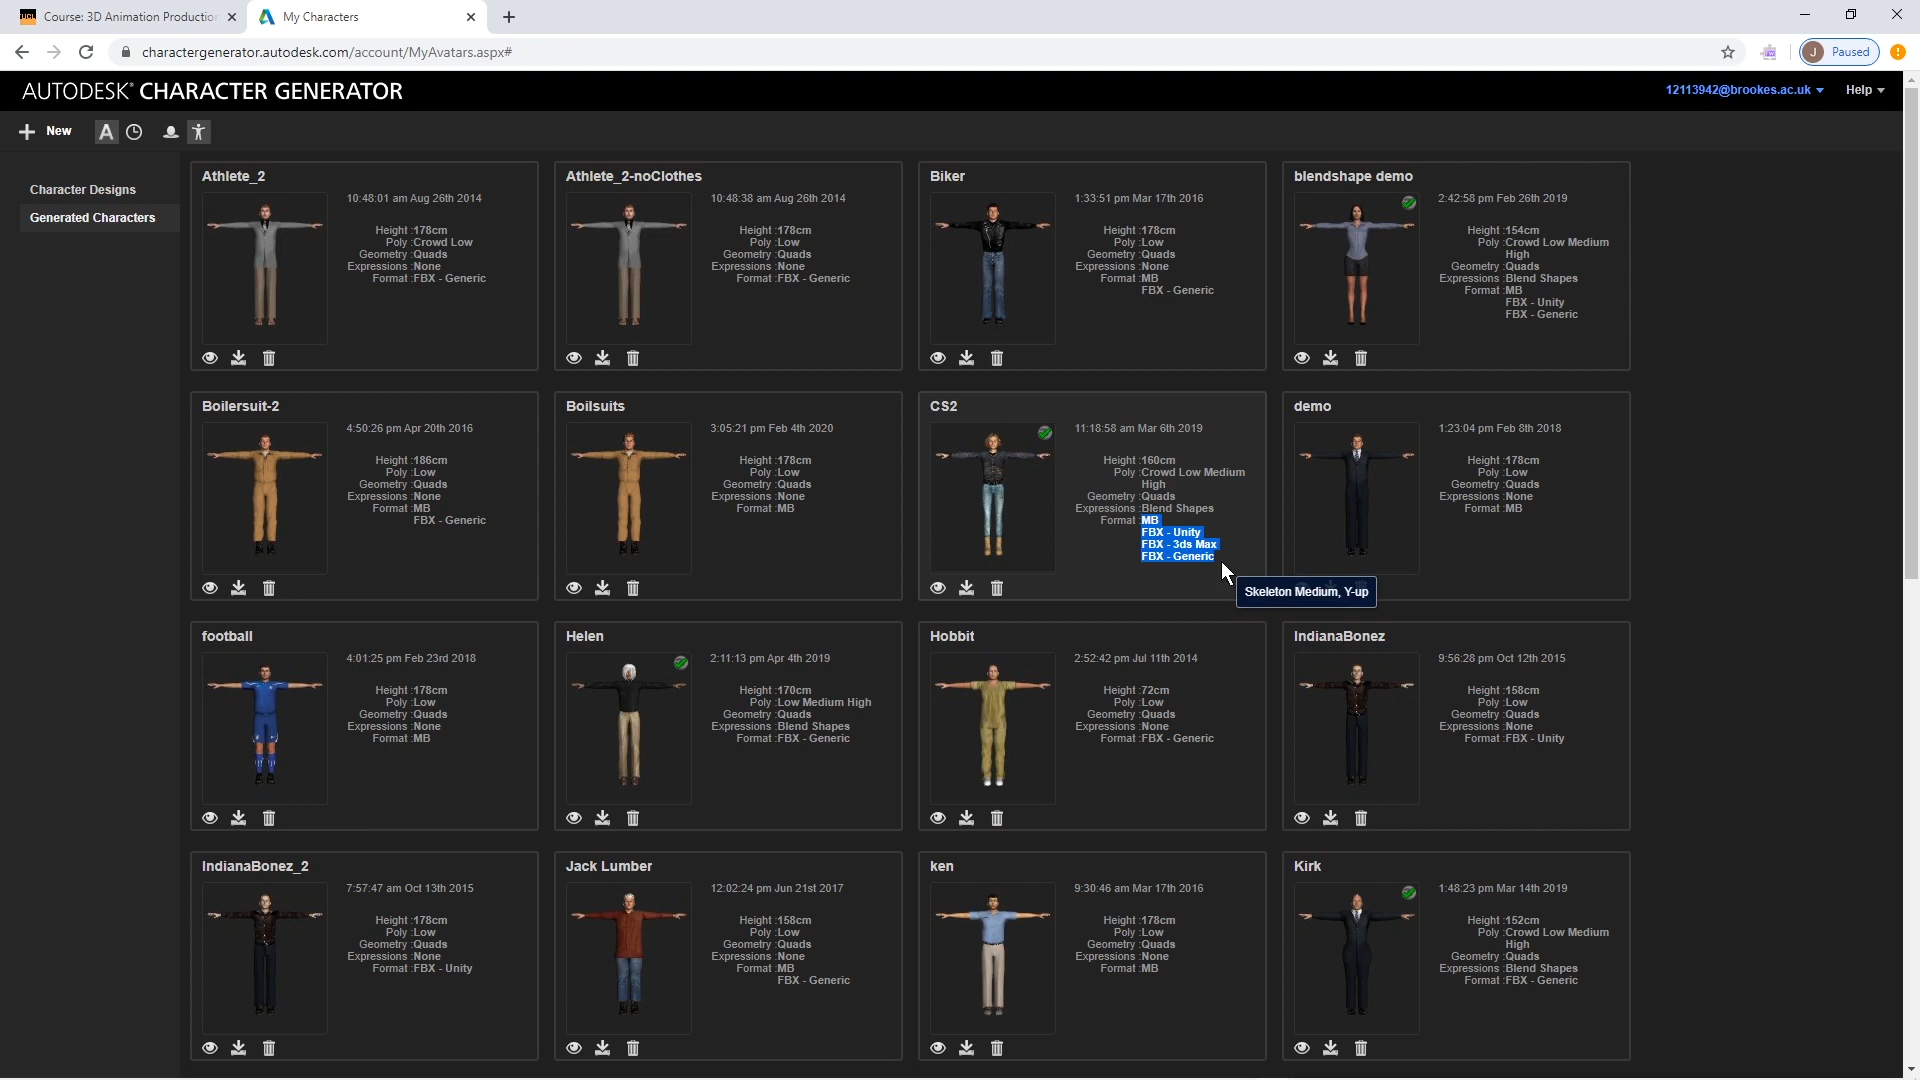 Course: 3D Animation Productio
My Characters
charactergenerator.autodesk.com/account/MyAvatars.aspx#
J Paused
AUTODESK® CHARACTER GENERATOR
12113942@brookes.ac.uk
Help
New
Character Designs
Generated Characters
Athlete_2
10:48:01 am Aug 26th 2014
Height :178cm
Poly :Crowd Low
Geometry :Quads
Expressions :None
Format :FBX - Generic
Athlete_2-noClothes
10:48:38 am Aug 26th 2014
Height :178cm
Poly :Low
Geometry :Quads
Expressions :None
Format :FBX - Generic
Biker
1:33:51 pm Mar 17th 2016
Height :178cm
Poly :Low
Geometry :Quads
Expressions :None
Format :MB
FBX - Generic
blendshape demo
2:42:58 pm Feb 26th 2019
Height :154cm
Poly :Crowd Low Medium
High
Geometry :Quads
Expressions :Blend Shapes
Format :MB
FBX - Unity
FBX - Generic
Boilersuit-2
4:50:26 pm Apr 20th 2016
Height :186cm
Poly :Low
Geometry :Quads
Expressions :None
Format :MB
FBX - Generic
Boilsuits
3:05:21 pm Feb 4th 2020
Height :178cm
Poly :Low
Geometry :Quads
Expressions :None
Format :MB
CS2
11:18:58 am Mar 6th 2019
Height :160cm
Poly :Crowd Low Medium
High
Geometry :Quads
Expressions :Blend Shapes
Format :MB
FBX - Unity
FBX - 3ds Max
FBX - Generic
Skeleton Medium, Y-up
demo
1:23:04 pm Feb 8th 2018
Height :178cm
Poly :Low
Geometry :Quads
Expressions :None
Format :MB
football
4:01:25 pm Feb 23rd 2018
Height :178cm
Poly :Low
Geometry :Quads
Expressions :None
Format :MB
Helen
2:11:13 pm Apr 4th 2019
Height :170cm
Poly :Low Medium High
Geometry :Quads
Expressions :Blend Shapes
Format :FBX - Generic
Hobbit
2:52:42 pm Jul 11th 2014
Height :72cm
Poly :Low
Geometry :Quads
Expressions :None
Format :FBX - Generic
IndianaBonez
9:56:28 pm Oct 12th 2015
Height :158cm
Poly :Low
Geometry :Quads
Expressions :None
Format :FBX - Unity
IndianaBonez_2
7:57:47 am Oct 13th 2015
Height :178cm
Poly :Low
Geometry :Quads
Expressions :None
Format :FBX - Unity
Jack Lumber
12:02:24 pm Jun 21st 2017
Height :158cm
Poly :Low
Geometry :Quads
Expressions :None
Format :MB
FBX - Generic
ken
9:30:46 am Mar 17th 2016
Height :178cm
Poly :Low
Geometry :Quads
Expressions :None
Format :MB
Kirk
1:48:23 pm Mar 14th 2019
Height :152cm
Poly :Crowd Low Medium
High
Geometry :Quads
Expressions :Blend Shapes
Format :FBX - Generic